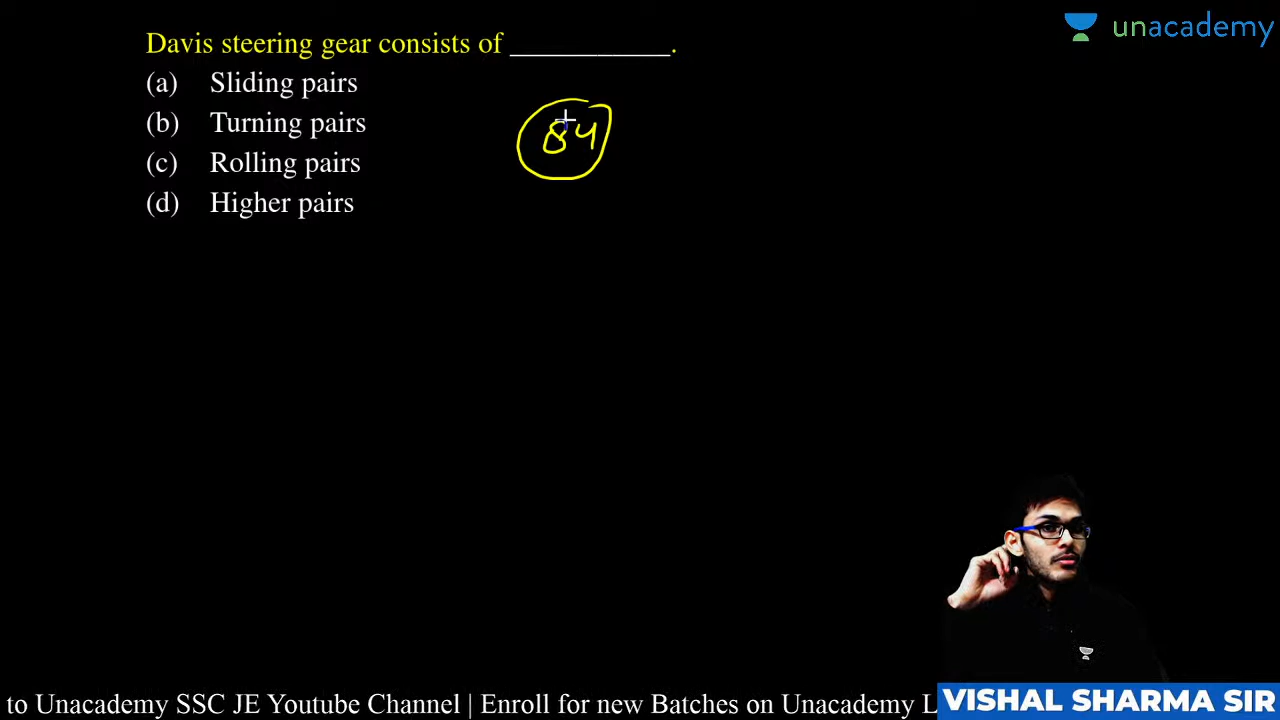 unacademy
Davis steering gear consists of ___________.
(a) Sliding pairs
(b) Turning pairs
(c) Rolling pairs
(d) Higher pairs
84
to Unacademy SSC JE Youtube Channel | Enroll for new Batches on Unacademy L
VISHAL SHARMA SIR